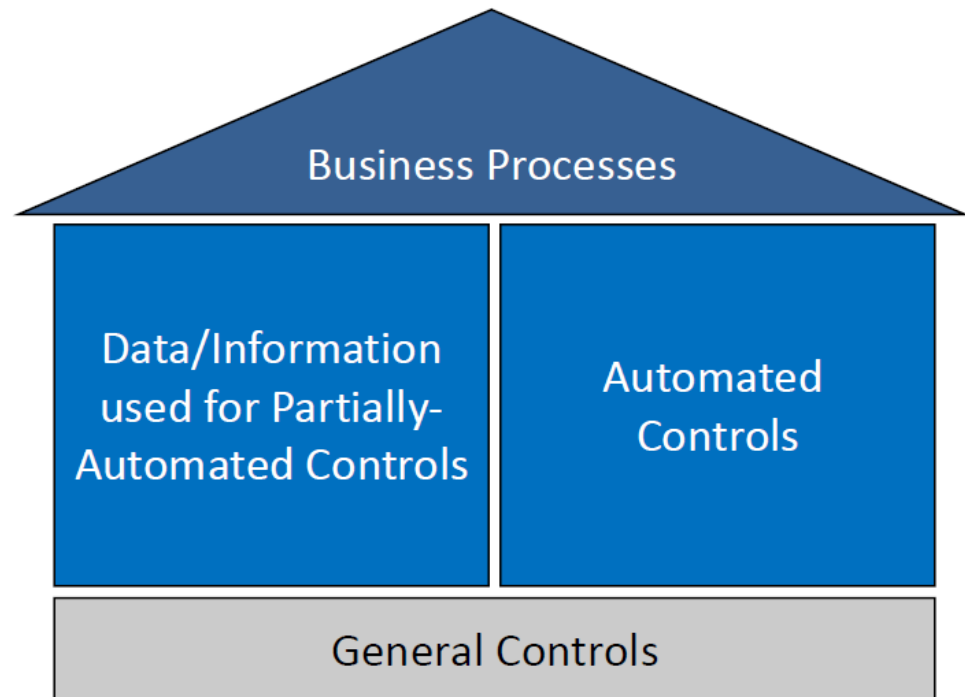 Business Processes
Data/Information
used for Partially-
Automated Controls
Automated
Controls
General Controls